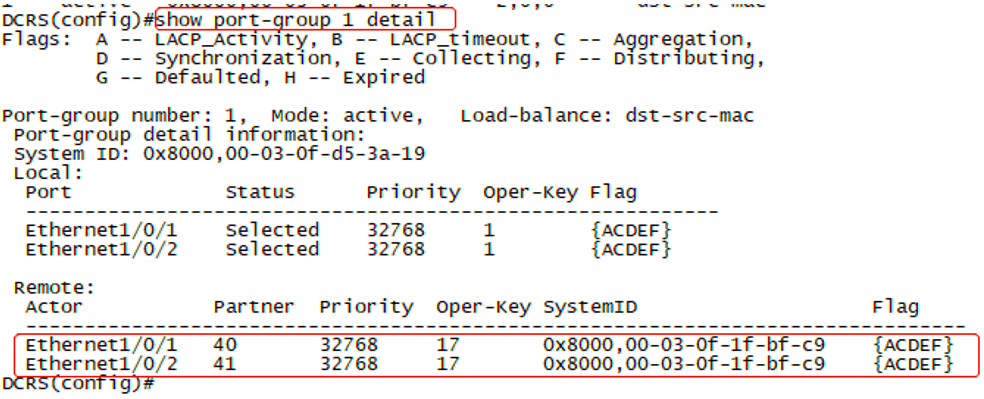 DCRS(config)#show port-group 1 detail
Flags:  A -- LACP_Activity, B -- LACP_timeout, C -- Aggregation,
        D -- Synchronization, E -- Collecting, F -- Distributing,
        G -- Defaulted, H -- Expired
Port-group number: 1,  Mode: active,   Load-balance: dst-src-mac
 Port-group detail information:
 System ID: 0x8000,00-03-0f-d5-3a-19
 Local:
  Port             Status      Priority   Oper-Key Flag
  -----------------------------------------------------------
  Ethernet1/0/1    Selected    32768      1        {ACDEF}
  Ethernet1/0/2    Selected    32768      1        {ACDEF}
 Remote:
  Actor           Partner  Priority  Oper-Key SystemID                    Flag
  --------------------------------------------------------------------------------
  Ethernet1/0/1   40       32768     17       0x8000,00-03-0f-1f-bf-c9    {ACDEF}
  Ethernet1/0/2   41       32768     17       0x8000,00-03-0f-1f-bf-c9    {ACDEF}
DCRS(config)#